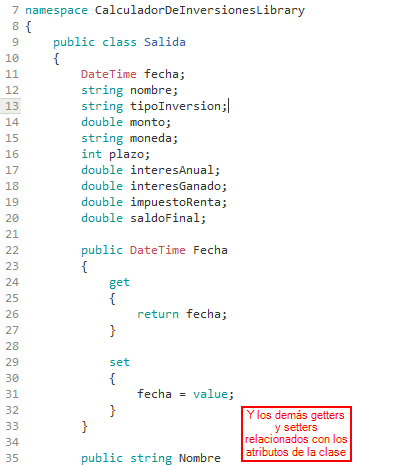 7 namespace CalculadorDeInversionesLibrary
8 {
9 public class Salida
10 {
11 DateTime fecha;
12 string nombre;
13 string tipoInversion;
14 double monto;
15 string moneda;
16 int plazo;
17 double interesAnual;
18 double interesGanado;
19 double impuestoRenta;
20 double saldoFinal;
21
22 public DateTime Fecha
23 {
24 get
25 {
26 return fecha;
27 }
28
29 set
30 {
31 fecha = value;
32 }
33 }
34
35 public string Nombre
Y los demás getters
y setters
relacionados con los
atributos de la clase